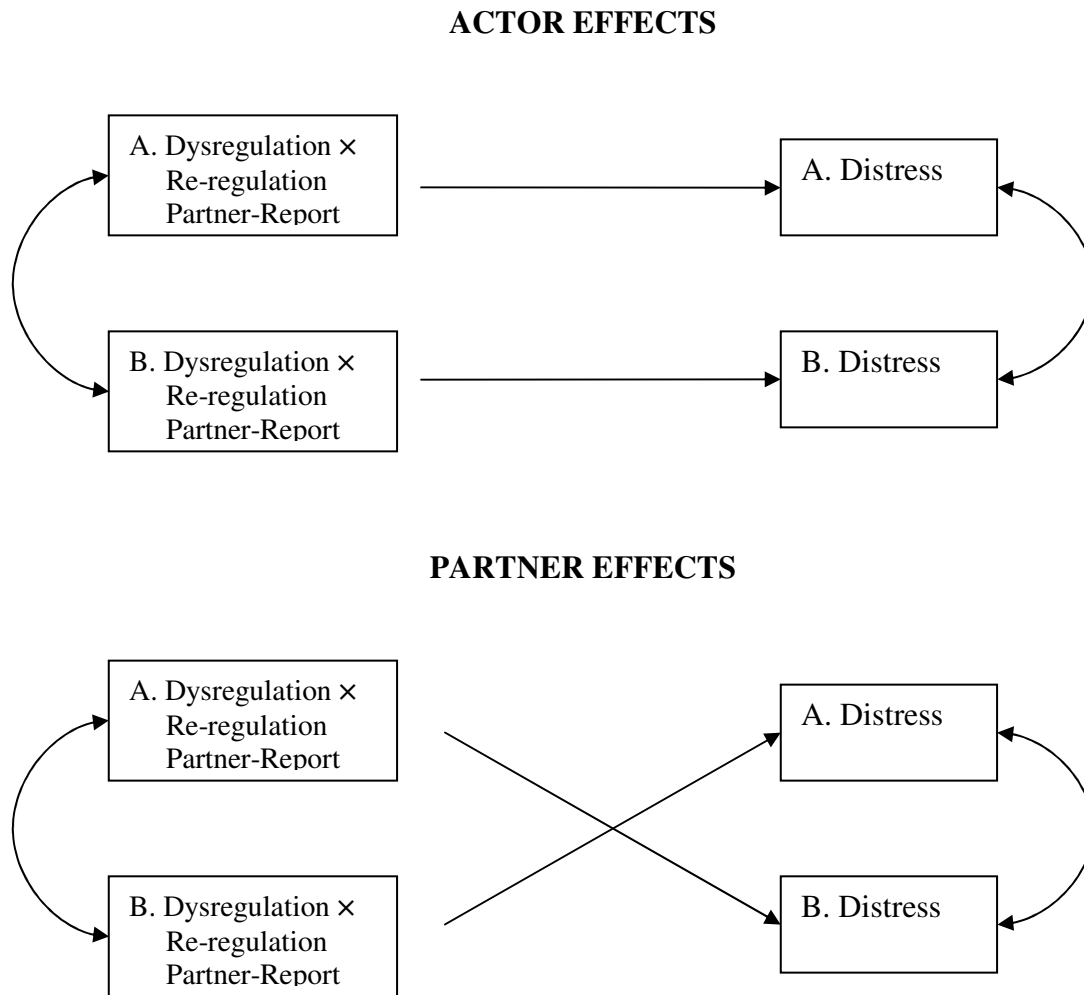 ACTOR EFFECTS
A. Dysregulation ×
Re-regulation
Partner-Report
A. Distress
B. Dysregulation ×
Re-regulation
Partner-Report
B. Distress
PARTNER EFFECTS
A. Dysregulation ×
Re-regulation
Partner-Report
A. Distress
B. Dysregulation ×
Re-regulation
Partner-Report
B. Distress